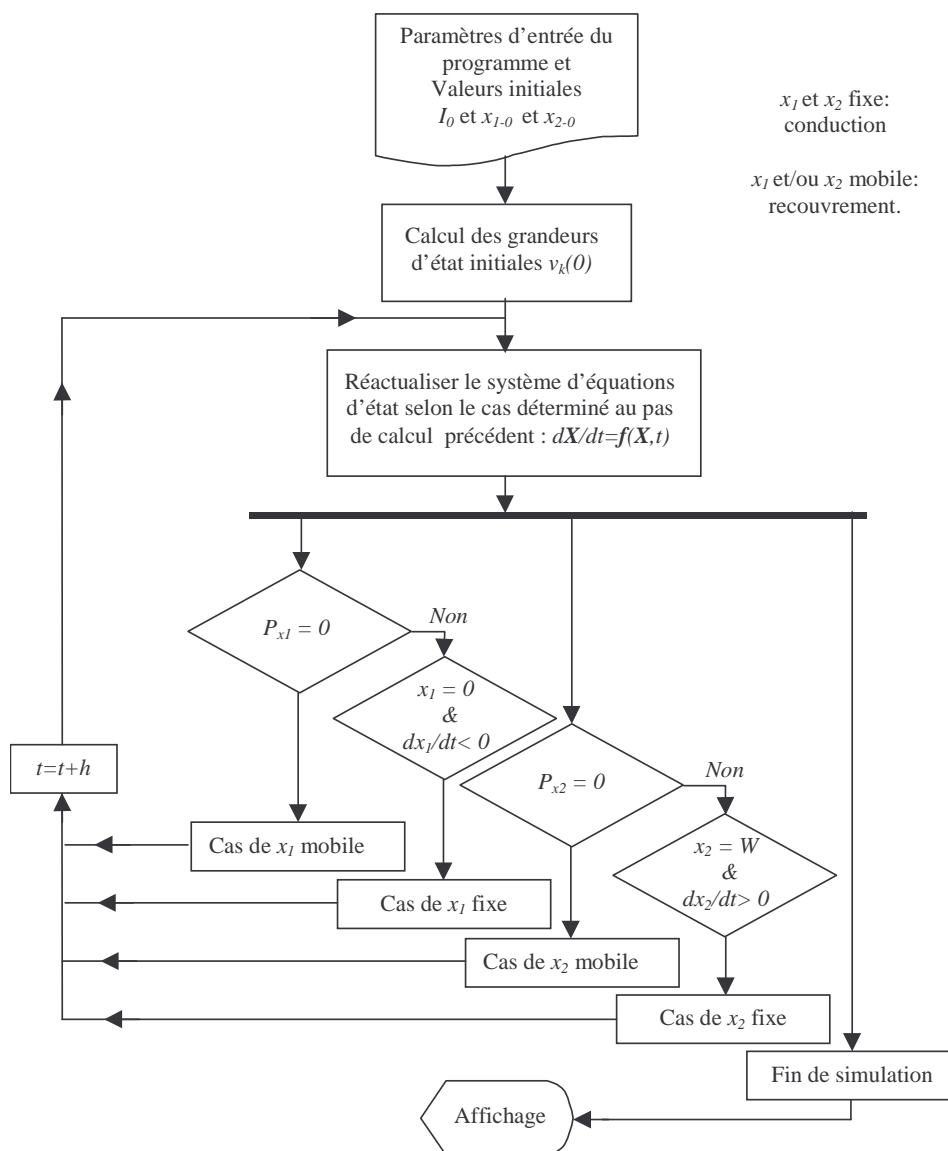 Paramètres d'entrée du
programme et
Valeurs initiales
I0 et x1-0 et x2-0
x1 et x2 fixe:
conduction
x1 et/ou x2 mobile:
recouvrement.
Calcul des grandeurs
d'état initiales vk(0)
Réactualiser le système d'équations
d'état selon le cas déterminé au pas
de calcul précédent : dX/dt=f(X,t)
Px1 = 0
Non
x1 = 0
&
dx1/dt< 0
t=t+h
Px2 = 0
Non
x2 = W
&
dx2/dt> 0
Cas de x1 mobile
Cas de x1 fixe
Cas de x2 mobile
Cas de x2 fixe
Fin de simulation
Affichage